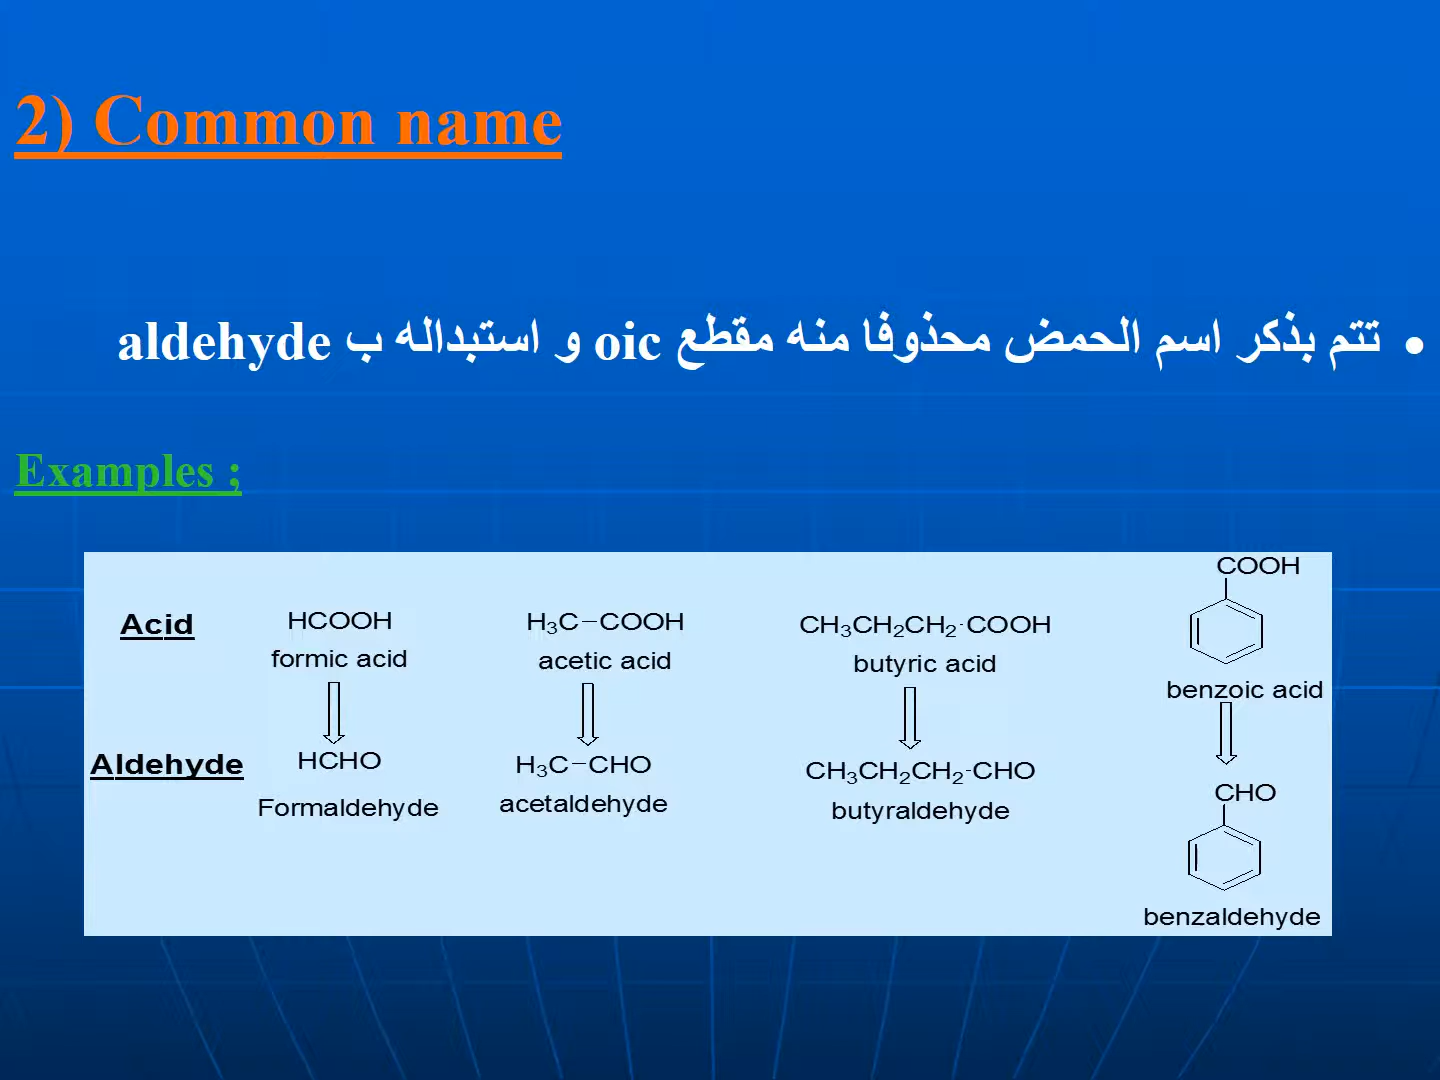 2) Common name
• تتم بذكر اسم الحمض محذوفا منه مقطع oic و استبداله ب aldehyde
Examples ;
COOH
Acid HCOOH H₃C−COOH CH₃CH₂CH₂-COOH
formic acid acetic acid butyric acid benzoic acid
Aldehyde HCHO H₃C−CHO CH₃CH₂CH₂-CHO CHO
Formaldehyde acetaldehyde butyraldehyde
benzaldehyde